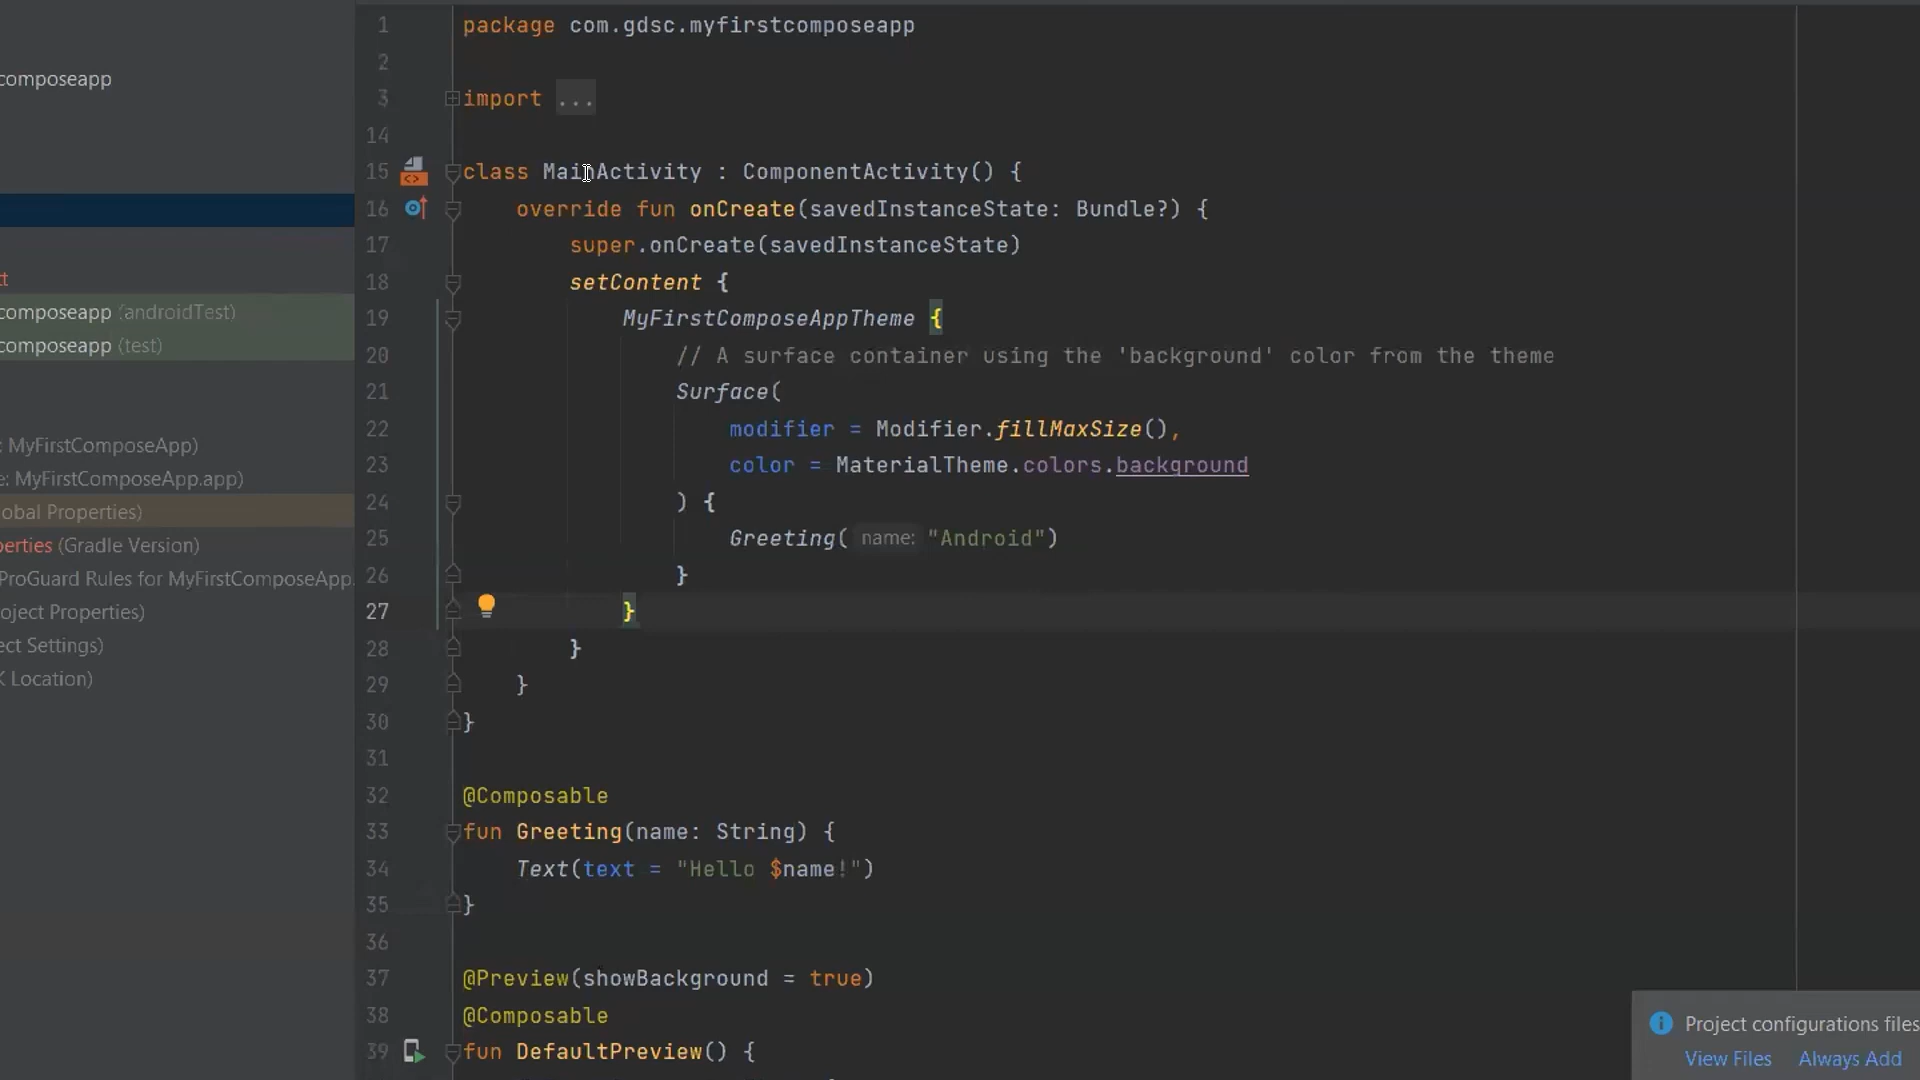 composeapp
tt
composeapp (androidTest)
composeapp (test)
: MyFirstComposeApp)
e: MyFirstComposeApp.app)
obal Properties)
perties (Gradle Version)
ProGuard Rules for MyFirstComposeApp.
oject Properties)
ect Settings)
K Location)
1 package com.gdsc.myfirstcomposeapp
2
3 import ...
14
15 class MainActivity : ComponentActivity() {
16 override fun onCreate(savedInstanceState: Bundle?) {
17 super.onCreate(savedInstanceState)
18 setContent {
19 MyFirstComposeAppTheme {
20 // A surface container using the 'background' color from the theme
21 Surface(
22 modifier = Modifier.fillMaxSize(),
23 color = MaterialTheme.colors.background
24 ) {
25 Greeting( name: "Android")
26 }
27 }
28 }
29 }
30 }
31
32 @Composable
33 fun Greeting(name: String) {
34 Text(text = "Hello $name!")
35 }
36
37 @Preview(showBackground = true)
38 @Composable
39 fun DefaultPreview() {
Project configurations files
View Files Always Add